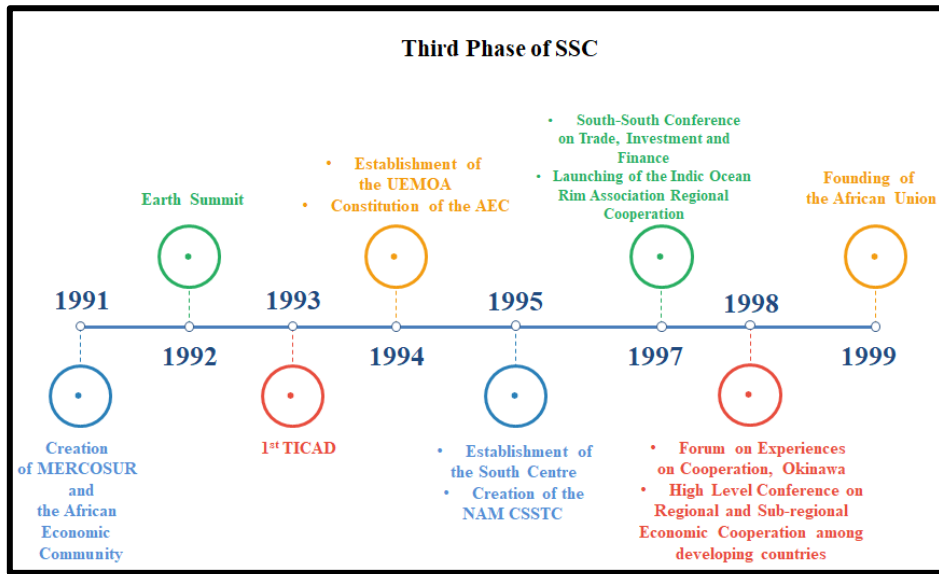 Third Phase of SSC
• South-South Conference
on Trade, Investment and
Finance
• Launching of the Indic Ocean
Rim Association Regional
Cooperation
• Establishment of
the UEMOA
• Constitution of the AEC
Founding of
the African Union
Earth Summit
1991
1993
1995
1998
1992
1994
1997
1999
Creation
of MERCOSUR
and
the African
Economic
Community
1st TICAD
• Establishment of
the South Centre
• Creation of the
NAM CSSTC
• Forum on Experiences
on Cooperation, Okinawa
• High Level Conference on
Regional and Sub-regional
Economic Cooperation among
developing countries